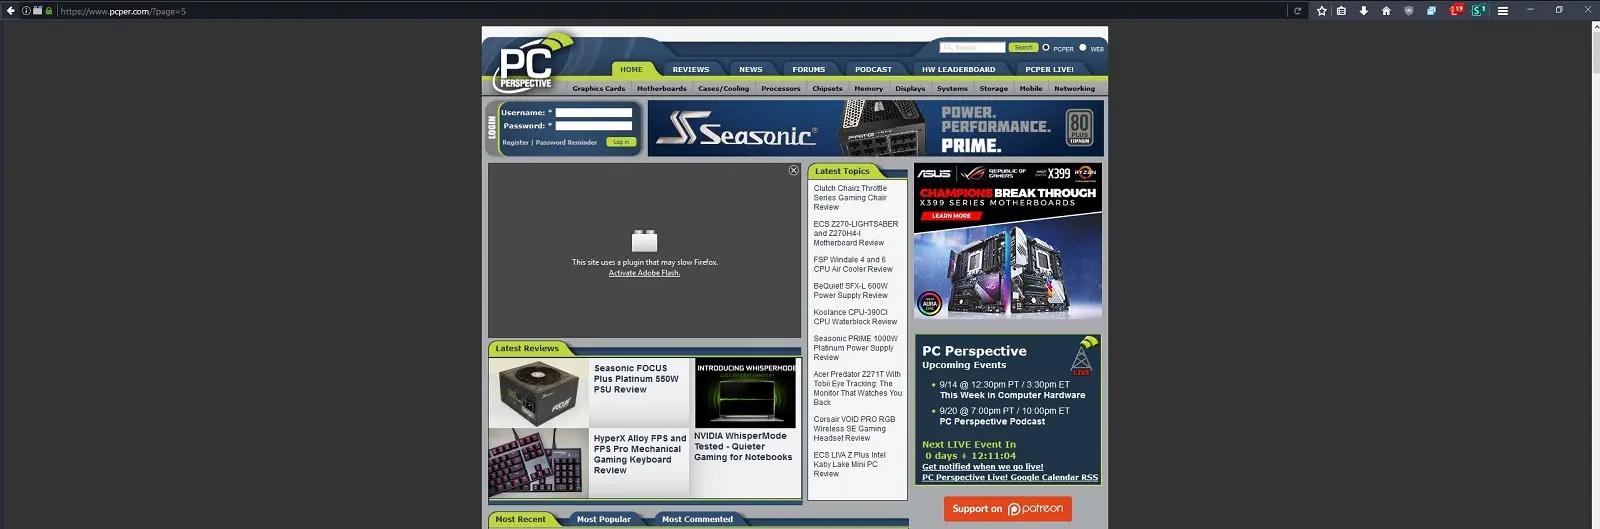 https://www.pcper.com/?page=5
19
S 1
PC
PERSPECTIVE
Search
Search
PCPER
WEB
HOME
REVIEWS
NEWS
FORUMS
PODCAST
HW LEADERBOARD
PCPER LIVE!
Graphics Cards
Motherboards
Cases/Cooling
Processors
Chipsets
Memory
Displays
Systems
Storage
Mobile
Networking
LOGIN
Username: *
Password: *
Register | Password Reminder
Log in
Seasonic®
POWER.
PERFORMANCE.
PRIME.
80
PLUS
TITANIUM
This site uses a plugin that may slow Firefox.
Activate Adobe Flash.
Latest Reviews
Seasonic FOCUS
Plus Platinum 550W
PSU Review
INTRODUCING WHISPERMODE
HyperX Alloy FPS and
FPS Pro Mechanical
Gaming Keyboard
Review
NVIDIA WhisperMode
Tested - Quieter
Gaming for Notebooks
Most Recent
Most Popular
Most Commented
Latest Topics
Clutch Chairz Throttle
Series Gaming Chair
Review
ECS Z270-LIGHTSABER
and Z270H4-I
Motherboard Review
FSP Windale 4 and 6
CPU Air Cooler Review
BeQuiet! SFX-L 600W
Power Supply Review
Koolance CPU-390CI
CPU Waterblock Review
Seasonic PRIME 1000W
Platinum Power Supply
Review
Acer Predator Z271T With
Tobii Eye Tracking: The
Monitor That Watches You
Back
Corsair VOID PRO RGB
Wireless SE Gaming
Headset Review
ECS LIVA Z Plus Intel
Kaby Lake Mini PC
Review
ASUS
REPUBLIC OF
GAMERS
X399
RYZEN
CHAMPIONS BREAK THROUGH
X399 SERIES MOTHERBOARDS
LEARN MORE
AURA
PC Perspective
Upcoming Events
LIVE
9/14 @ 12:30pm PT / 3:30pm ET
This Week in Computer Hardware
9/20 @ 7:00pm PT / 10:00pm ET
PC Perspective Podcast
Next LIVE Event In
0 days + 12:11:04
Get notified when we go live!
PC Perspective Live! Google Calendar RSS
Support on patreon